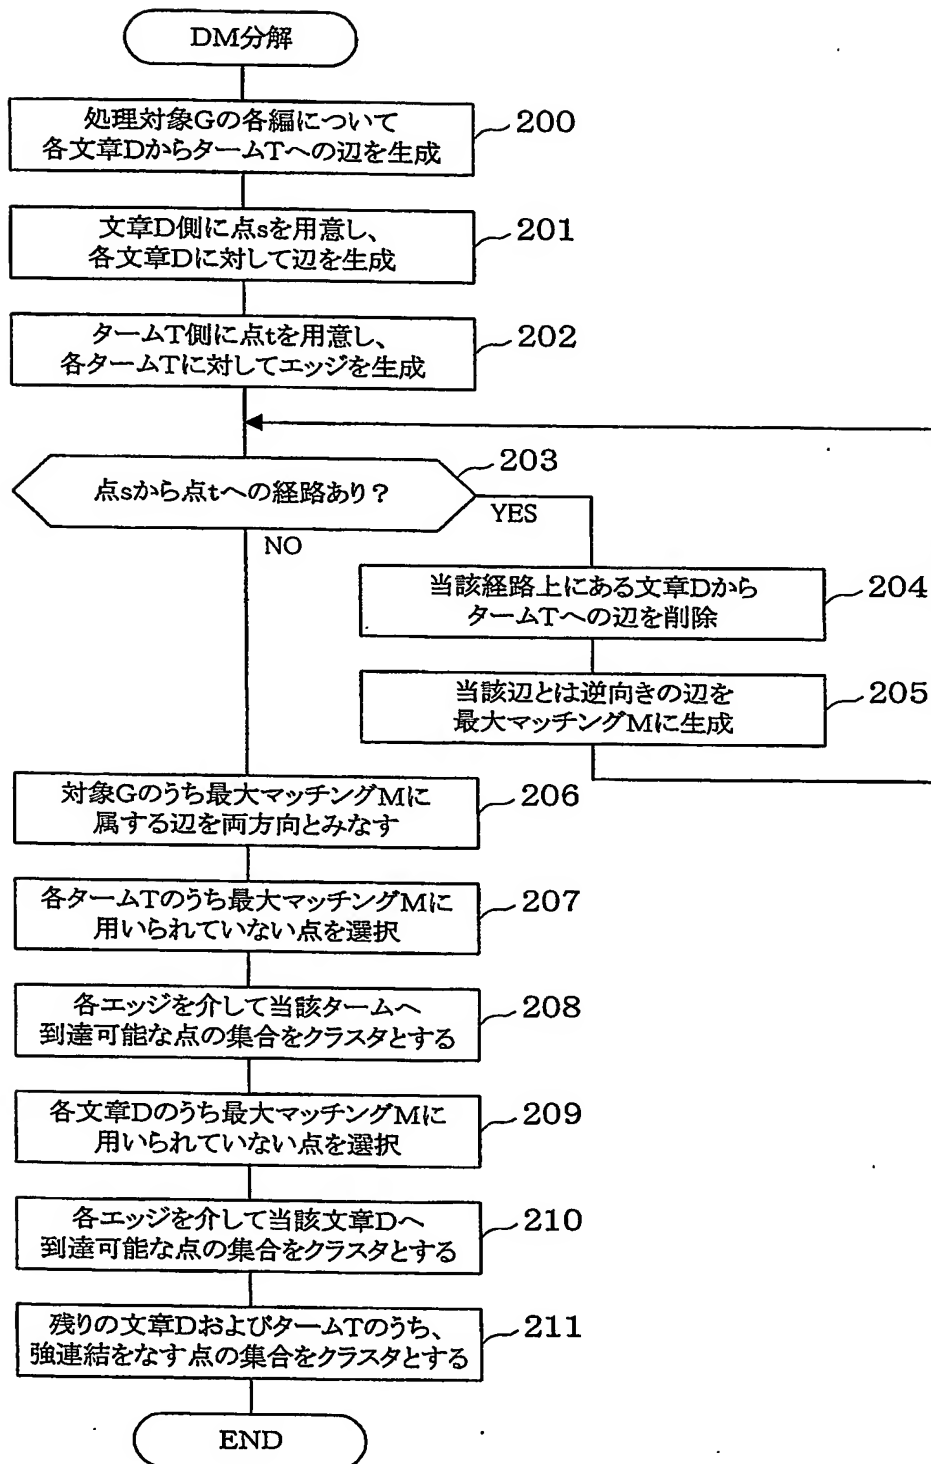 DM分解
処理対象Gの各編について
各文章DからタームTへの辺を生成
200
文章D側に点sを用意し、
各文章Dに対して辺を生成
201
タームT側に点tを用意し、
各タームTに対してエッジを生成
202
点sから点tへの経路あり?
203
YES
NO
当該経路上にある文章Dから
タームTへの辺を削除
204
当該辺とは逆向きの辺を
最大マッチングMに生成
205
対象Gのうち最大マッチングMに
属する辺を両方向とみなす
206
各タームTのうち最大マッチングMに
用いられていない点を選択
207
各エッジを介して当該タームへ
到達可能な点の集合をクラスタとする
208
各文章Dのうち最大マッチングMに
用いられていない点を選択
209
各エッジを介して当該文章Dへ
到達可能な点の集合をクラスタとする
210
残りの文章DおよびタームTのうち、
強連結をなす点の集合をクラスタとする
211
END